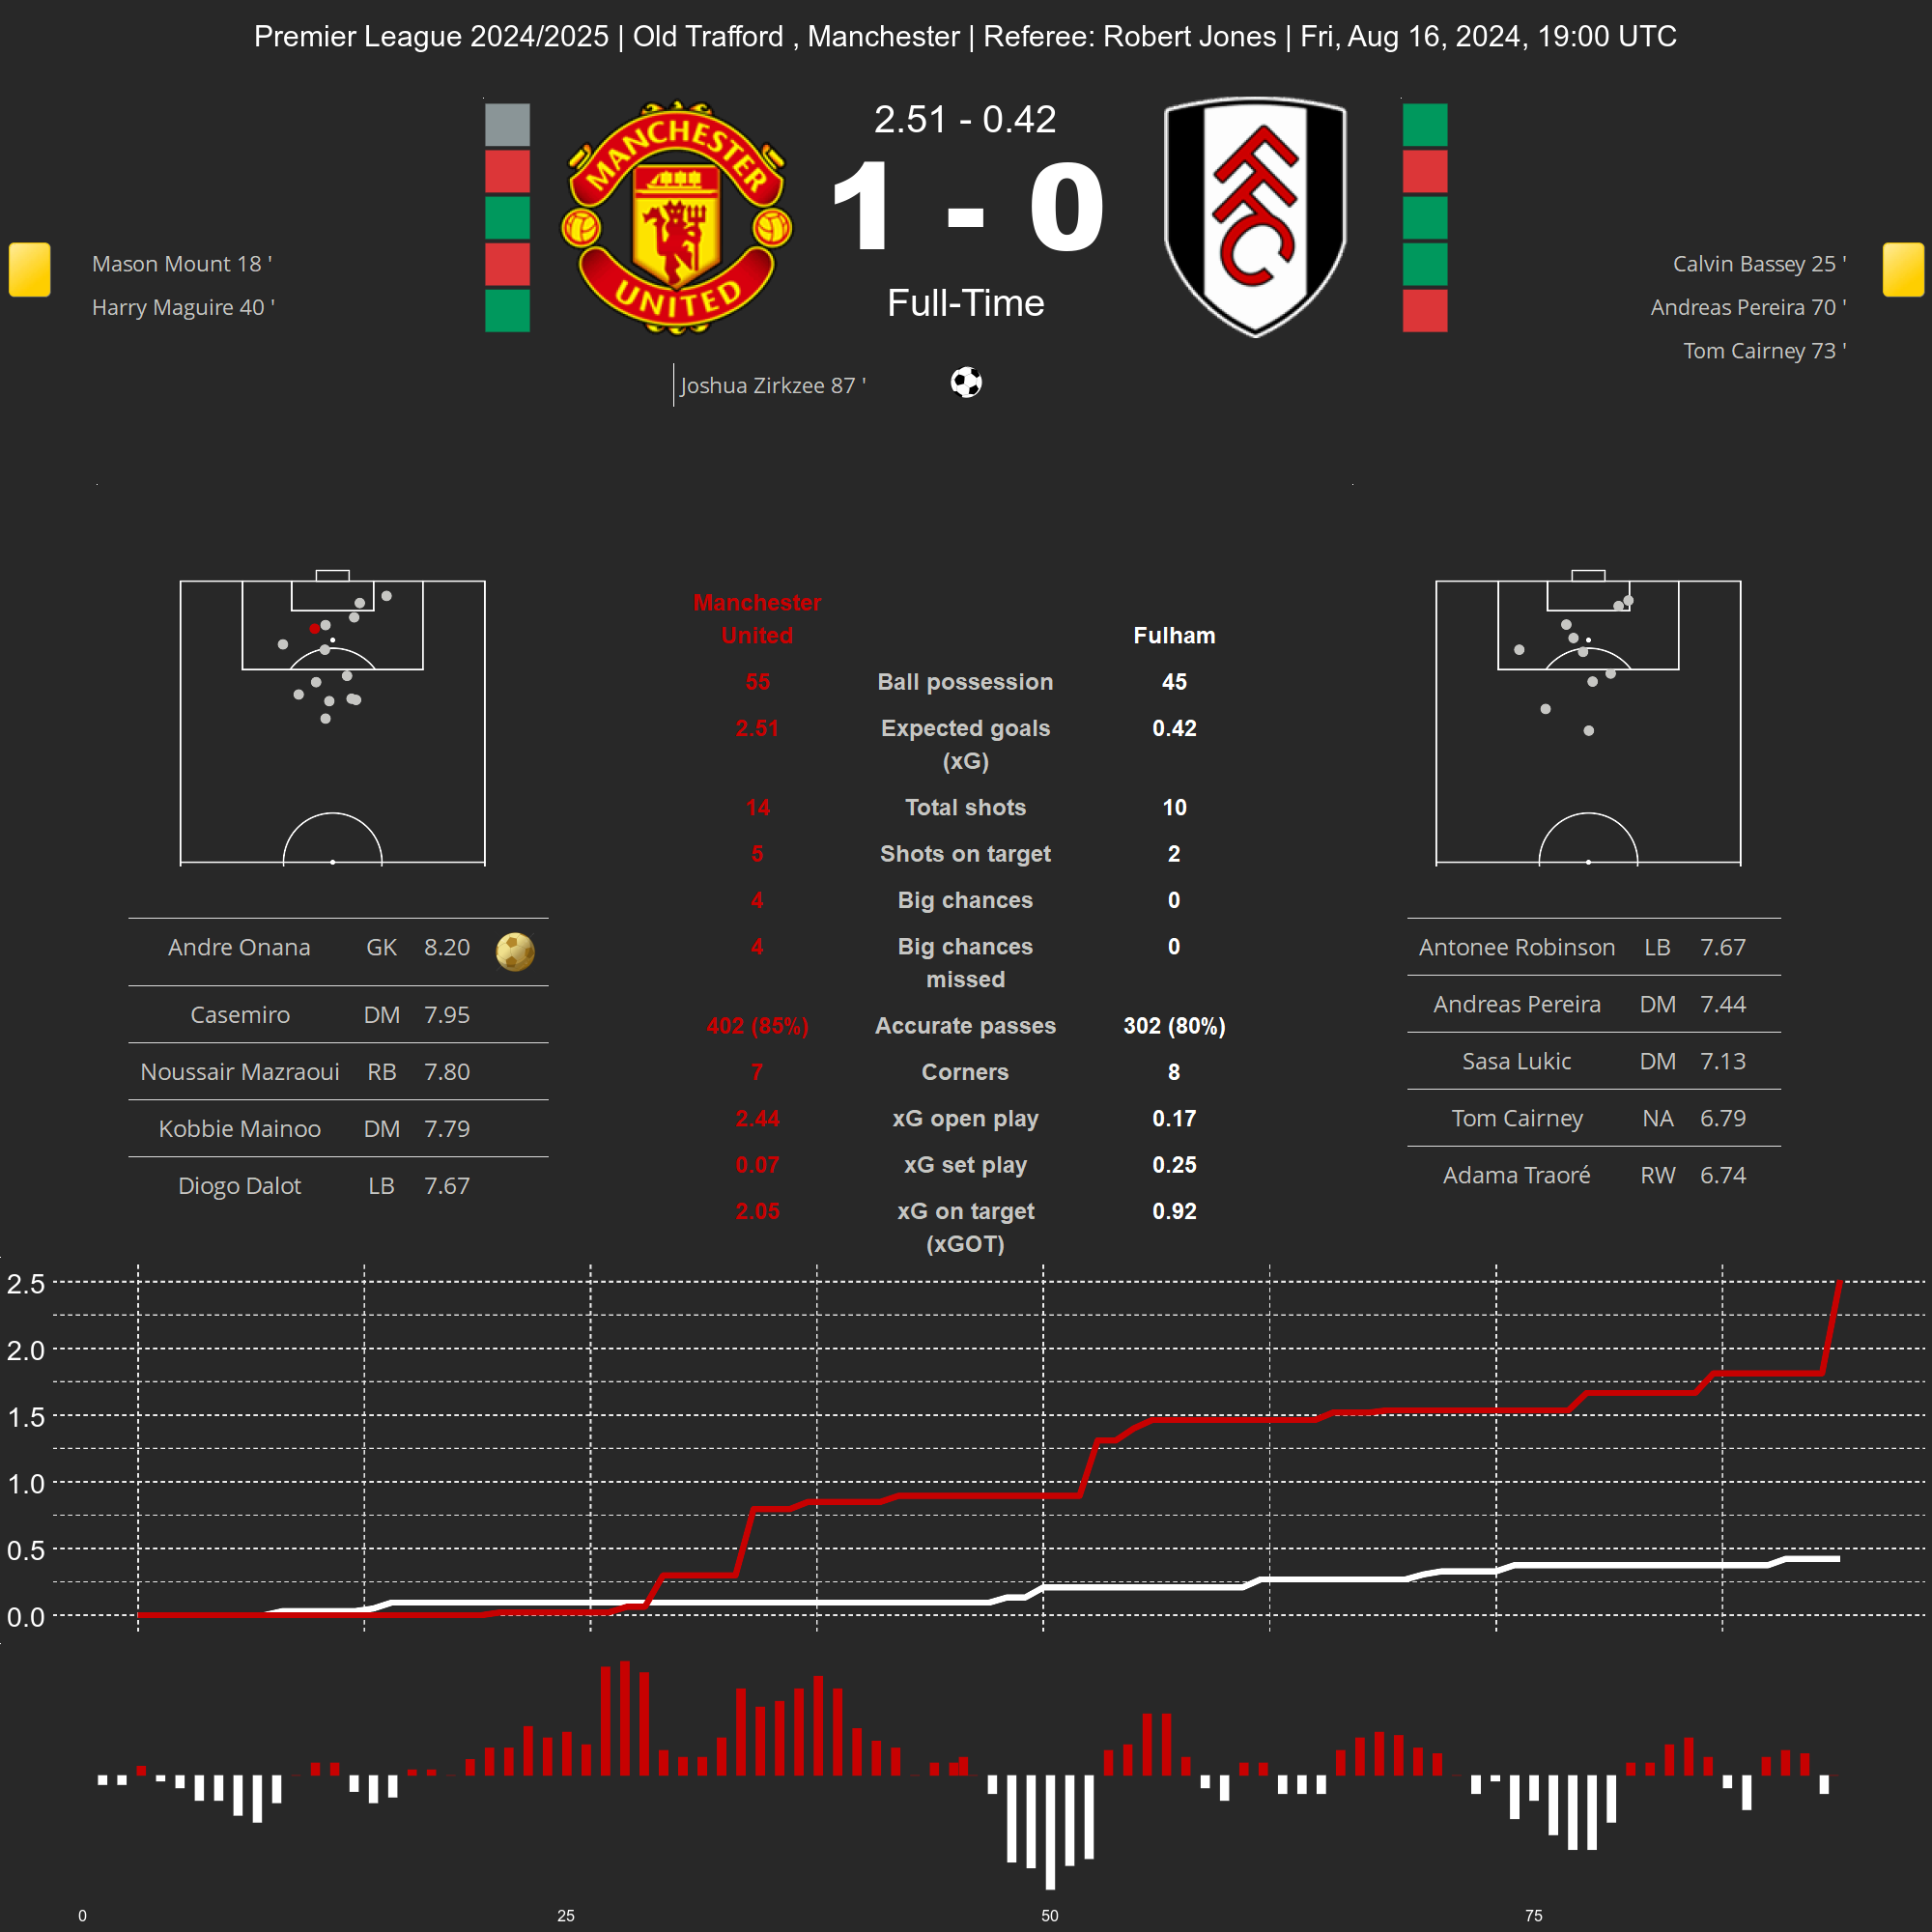 Premier League 2024/2025 | Old Trafford , Manchester | Referee: Robert Jones | Fri, Aug 16, 2024, 19:00 UTC
MANCHESTER
UNITED
2.51 - 0.42
1 - 0
Full-Time
FFC
Mason Mount 18 '
Harry Maguire 40 '
Calvin Bassey 25 '
Andreas Pereira 70 '
Tom Cairney 73 '
Joshua Zirkzee 87 '
Manchester
United
Fulham
55 Ball possession 45
2.51 Expected goals 0.42
(xG)
14 Total shots 10
5 Shots on target 2
4 Big chances 0
4 Big chances 0
missed
402 (85%) Accurate passes 302 (80%)
7 Corners 8
2.44 xG open play 0.17
0.07 xG set play 0.25
2.05 xG on target 0.92
(xGOT)
Andre Onana GK 8.20
Casemiro DM 7.95
Noussair Mazraoui RB 7.80
Kobbie Mainoo DM 7.79
Diogo Dalot LB 7.67
Antonee Robinson LB 7.67
Andreas Pereira DM 7.44
Sasa Lukic DM 7.13
Tom Cairney NA 6.79
Adama Traoré RW 6.74
2.5
2.0
1.5
1.0
0.5
0.0
0 25 50 75